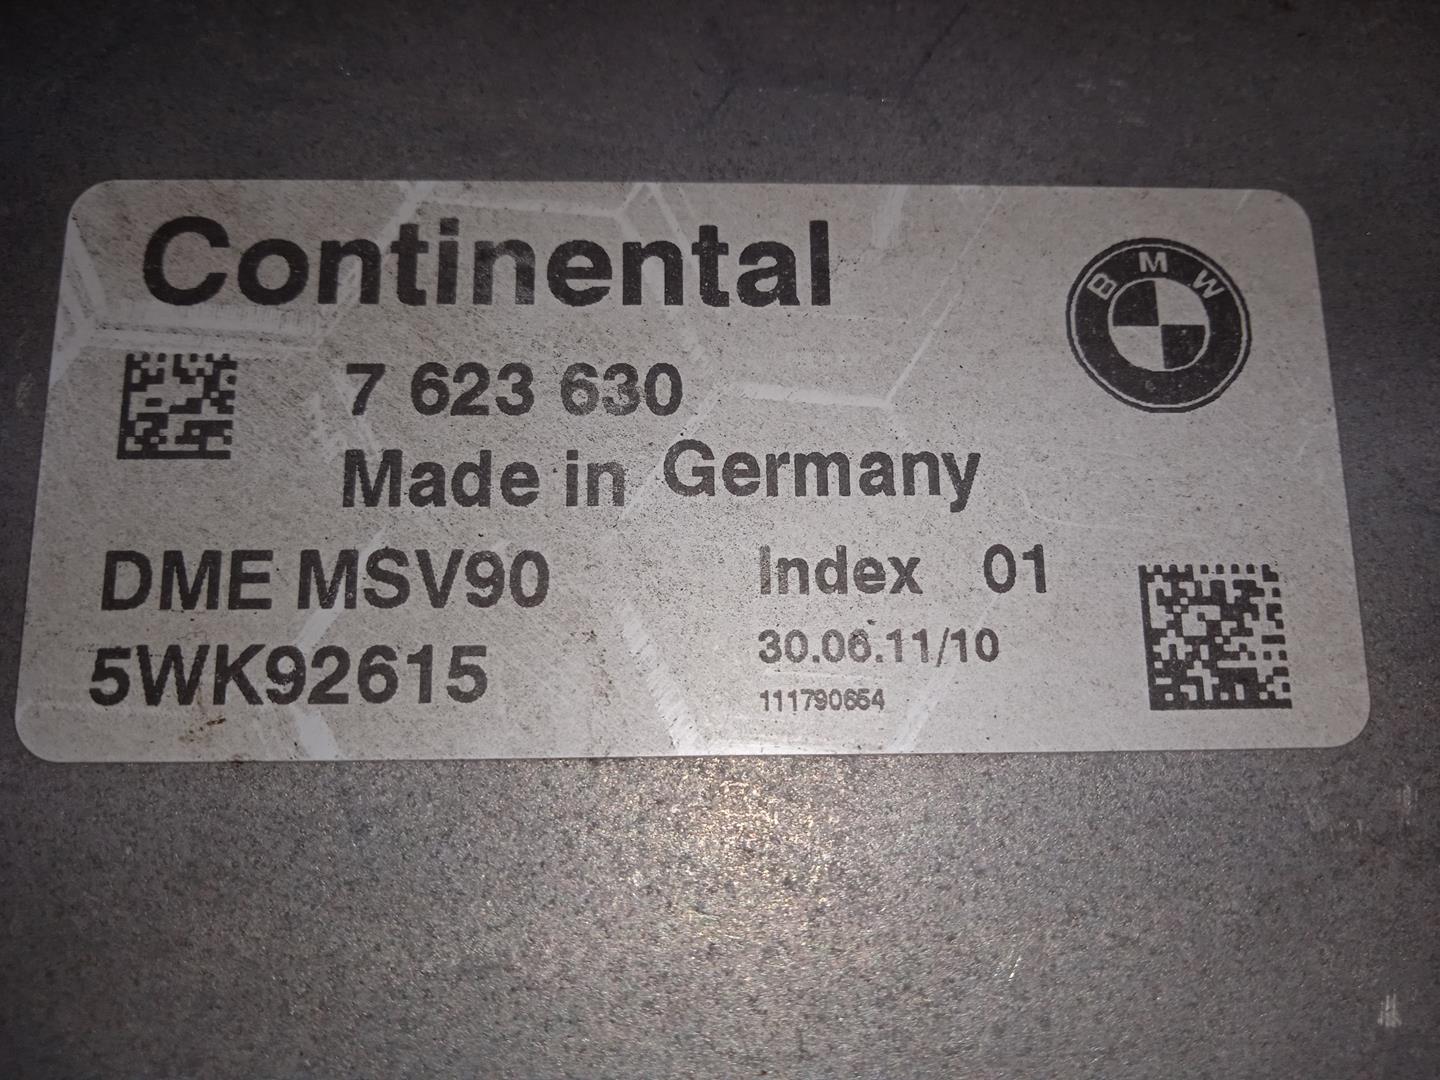 Continental
BMW
7 623 630
Made in Germany
DME MSV90
Index 01
5WK92615
30.06.11/10
111790654